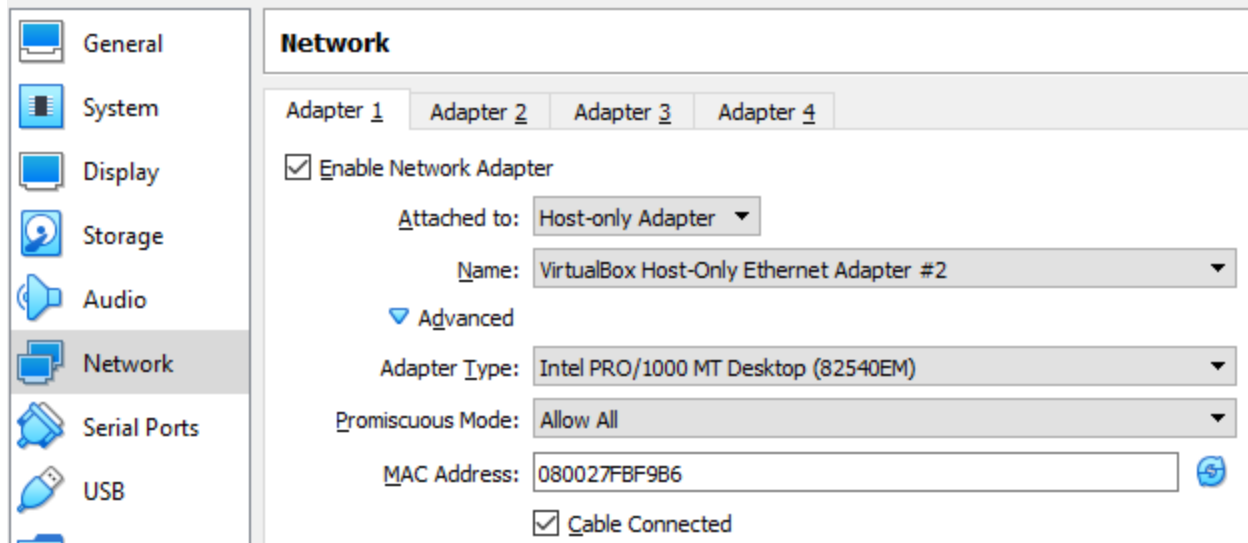 General
System
Display
Storage
Audio
Network
Serial Ports
USB
Network
Adapter 1 Adapter 2 Adapter 3 Adapter 4
Enable Network Adapter
Attached to: Host-only Adapter
Name: VirtualBox Host-Only Ethernet Adapter #2
Advanced
Adapter Type: Intel PRO/1000 MT Desktop (82540EM)
Promiscuous Mode: Allow All
MAC Address: 080027FBF9B6
Cable Connected